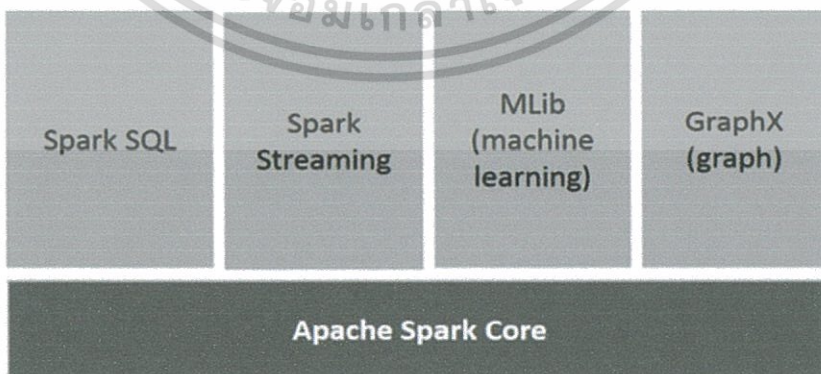 Spark SQL
Spark
Streaming
MLib
(machine
learning)
GraphX
(graph)
Apache Spark Core